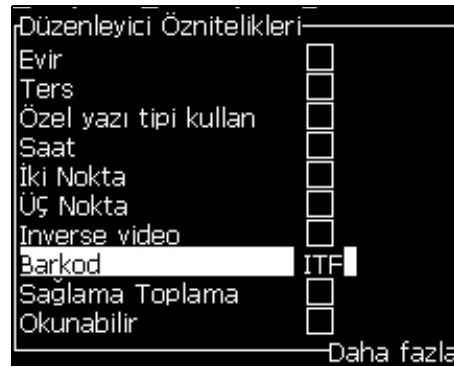 Düzenleyici Öznitelikleri
Evir
Ters
Özel yazı tipi kullan
Saat
İki Nokta
Üç Nokta
Inverse video
Barkod ITF
Sağlama Toplama
Okunabilir
Daha fazla